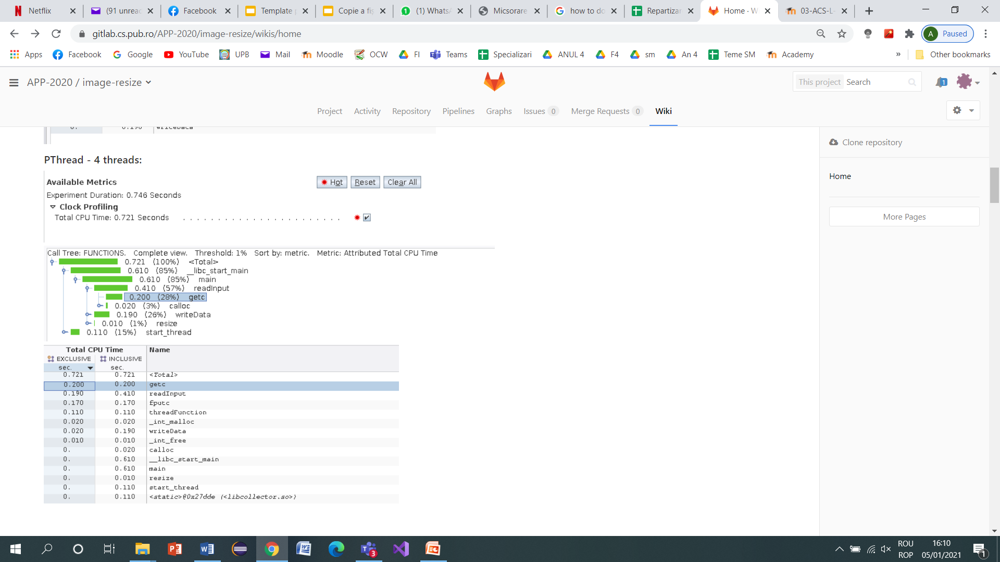 Netflix
(91 unrea
Facebook
Template p
Copie a fiș
(1) WhatsA
Micsorare
how to do
Repartizar
Home · W
03-ACS-L-
gitlab.cs.pub.ro/APP-2020/image-resize/wikis/home
A Paused
Apps
Facebook
Google
YouTube
UPB
Mail
Moodle
OCW
FI
Teams
Specializari
ANUL 4
F4
sm
An 4
Teme SM
Academy
»
Other bookmarks
APP-2020 / image-resize
This project Search
1
Project
Activity
Repository
Pipelines
Graphs
Issues 0
Merge Requests 0
Wiki
0. 0.190 writeData
Clone repository
Home
More Pages
PThread - 4 threads:
Available Metrics
Hot Reset Clear All
Experiment Duration: 0.746 Seconds
Clock Profiling
Total CPU Time: 0.721 Seconds . . . . . . . . . . . . . . . . . . . . . . .
Call Tree: FUNCTIONS. Complete view. Threshold: 1% Sort by: metric. Metric: Attributed Total CPU Time
0.721 (100%) <Total>
0.610 (85%) __libc_start_main
0.610 (85%) main
0.410 (57%) readInput
0.200 (28%) getc
0.020 (3%) calloc
0.190 (26%) writeData
0.010 (1%) resize
0.110 (15%) start_thread
Total CPU Time Name
EXCLUSIVE INCLUSIVE
sec. sec.
0.721 0.721 <Total>
0.200 0.200 getc
0.190 0.410 readInput
0.170 0.170 fputc
0.110 0.110 threadFunction
0.020 0.020 _int_malloc
0.020 0.190 writeData
0.010 0.010 _int_free
0. 0.020 calloc
0. 0.610 __libc_start_main
0. 0.610 main
0. 0.010 resize
0. 0.110 start_thread
0. 0.110 <static>@0x27dde (<libcollector.so>)
3
ROU
ROP
16:10
05/01/2021
1